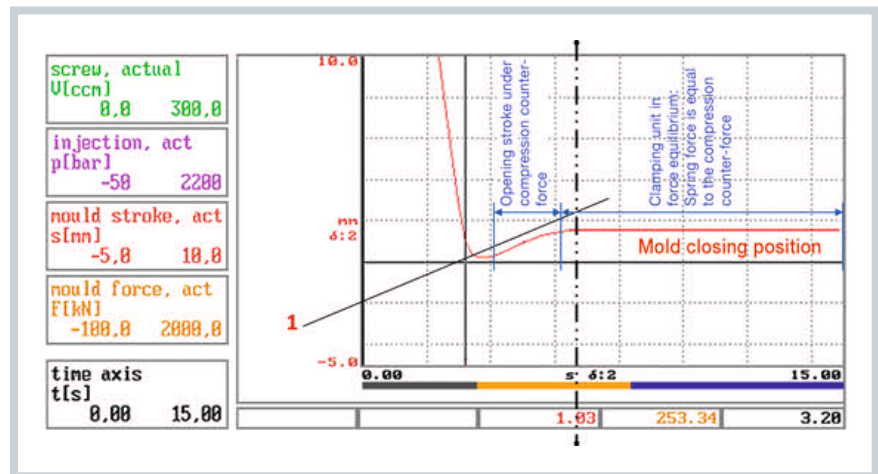 screw, actual
V[ccm]
0,0 300,0
injection, act
p[bar]
-50 2200
mould stroke, act
s[mm]
-5,0 10,0
mould force, act
F[kN]
-100,0 2000,0
time axis
t[s]
0,00 15,00
10.0
mm
δ:2
-5.0
Opening stroke under
compression counter-
force
Clamping unit in
force equilibrium:
Spring force is equal
to the compression
counter-force
Mold closing position
1
0.00 s δ:2 15.00
1.03 253.34 3.20